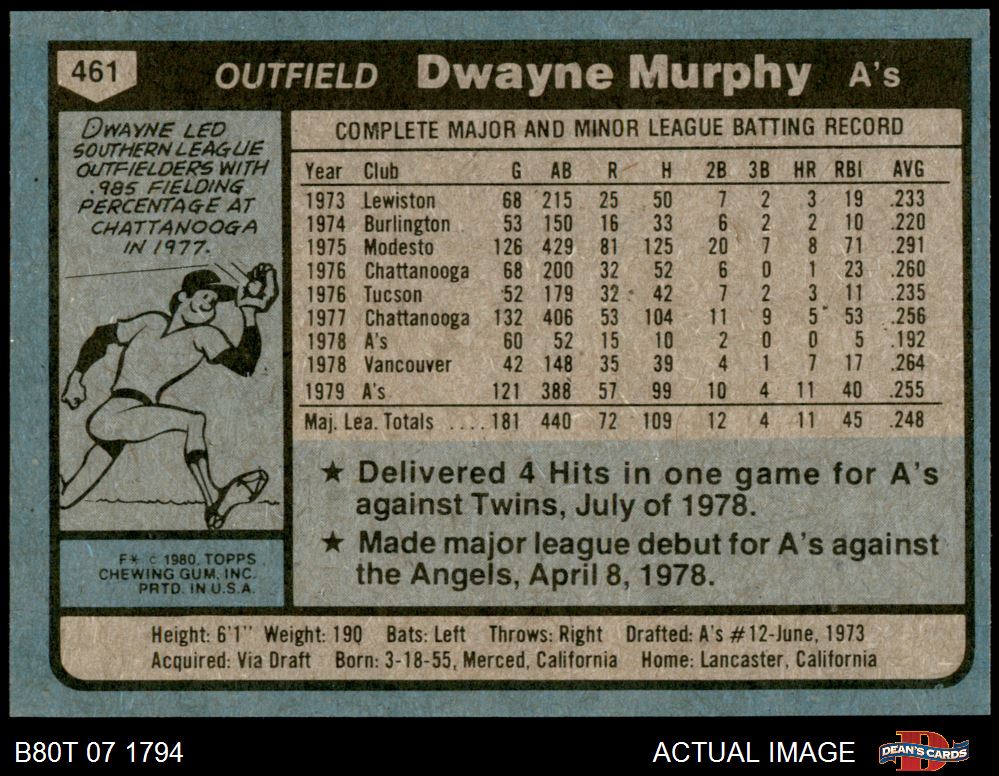 461 OUTFIELD Dwayne Murphy A's
DWAYNE LED
SOUTHERN LEAGUE
OUTFIELDERS WITH
.985 FIELDING
PERCENTAGE AT
CHATTANOOGA
IN 1977.
COMPLETE MAJOR AND MINOR LEAGUE BATTING RECORD
Year Club G AB R H 2B 3B HR RBI AVG
1973 Lewiston 68 215 25 50 7 2 3 19 .233
1974 Burlington 53 150 16 33 6 2 2 10 .220
1975 Modesto 126 429 81 125 20 7 8 71 .291
1976 Chattanooga 68 200 32 52 6 0 1 23 .260
1976 Tucson 52 179 32 42 7 2 3 11 .235
1977 Chattanooga 132 406 53 104 11 9 5 53 .256
1978 A's 60 52 15 10 2 0 0 5 .192
1978 Vancouver 42 148 35 39 4 1 7 17 .264
1979 A's 121 388 57 99 10 4 11 40 .255
Maj. Lea. Totals .... 181 440 72 109 12 4 11 45 .248
★ Delivered 4 Hits in one game for A's
against Twins, July of 1978.
★ Made major league debut for A's against
the Angels, April 8, 1978.
F* © 1980, TOPPS
CHEWING GUM, INC.
PRTD. IN U.S.A.
Height: 6'1" Weight: 190 Bats: Left Throws: Right Drafted: A's #12-June, 1973
Acquired: Via Draft Born: 3-18-55, Merced, California Home: Lancaster, California
B80T 07 1794 ACTUAL IMAGE DEAN'S CARDS